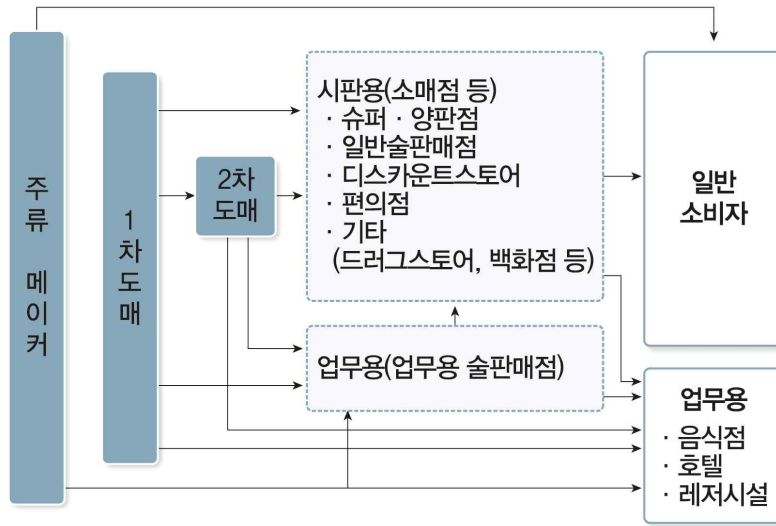 주류 메이커
1차도매
2차
도매
시판용(소매점 등)
· 슈퍼 · 양판점
· 일반술판매점
· 디스카운트스토어
· 편의점
· 기타
(드러그스토어, 백화점 등)
업무용(업무용 술판매점)
일반
소비자
업무용
· 음식점
· 호텔
· 레저시설